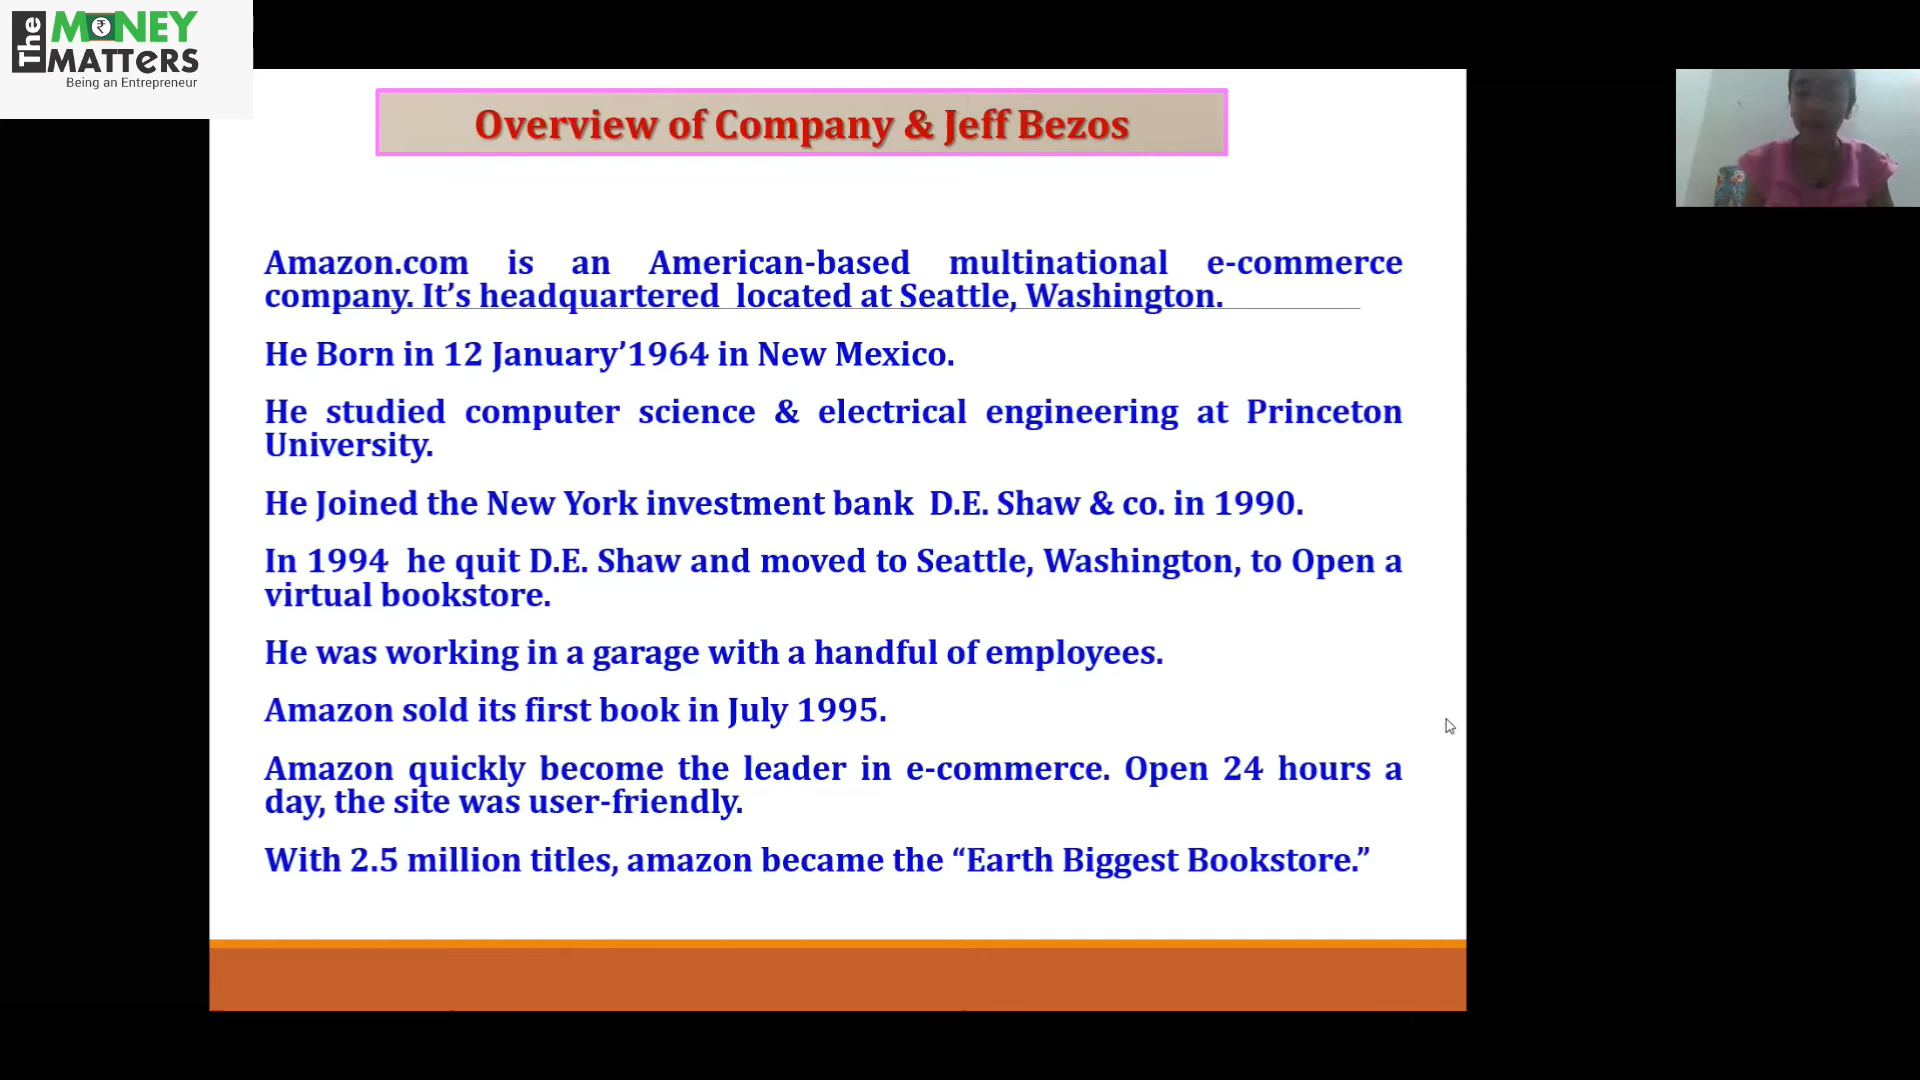 The MONEY
MATTERS
Being an Entrepreneur
Overview of Company & Jeff Bezos
Amazon.com is an American-based multinational e-commerce
company. It’s headquartered located at Seattle, Washington.
He Born in 12 January’1964 in New Mexico.
He studied computer science & electrical engineering at Princeton
University.
He Joined the New York investment bank D.E. Shaw & co. in 1990.
In 1994 he quit D.E. Shaw and moved to Seattle, Washington, to Open a
virtual bookstore.
He was working in a garage with a handful of employees.
Amazon sold its first book in July 1995.
Amazon quickly become the leader in e-commerce. Open 24 hours a
day, the site was user-friendly.
With 2.5 million titles, amazon became the “Earth Biggest Bookstore.”